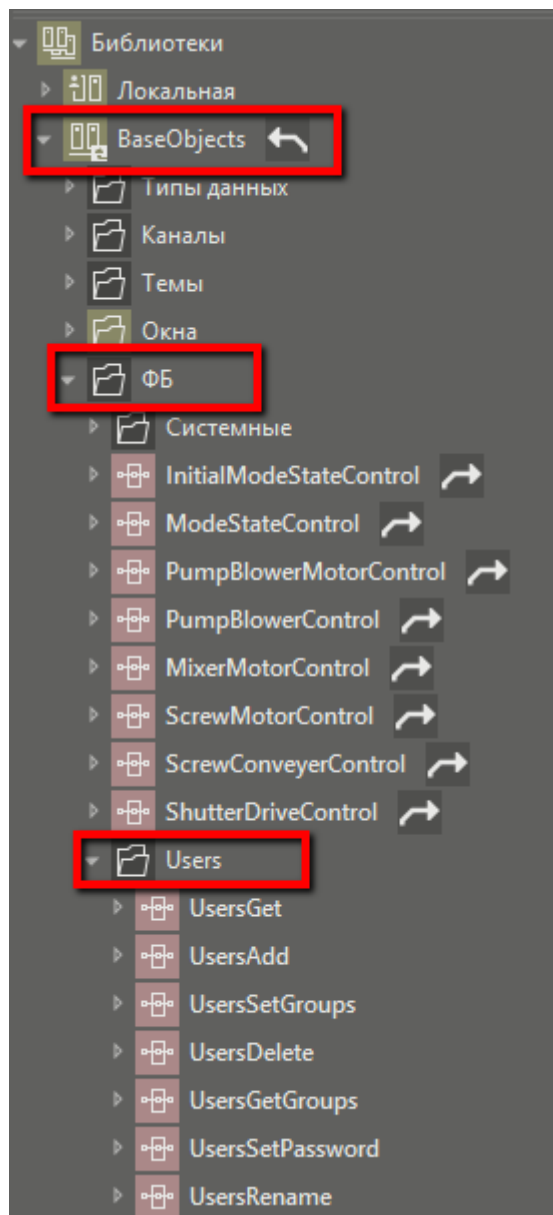 Библиотеки
Локальная
BaseObjects
Типы данных
Каналы
Темы
Окна
ФБ
Системные
InitialModeStateControl
ModeStateControl
PumpBlowerMotorControl
PumpBlowerControl
MixerMotorControl
ScrewMotorControl
ScrewConveyerControl
ShutterDriveControl
Users
UsersGet
UsersAdd
UsersSetGroups
UsersDelete
UsersGetGroups
UsersSetPassword
UsersRename